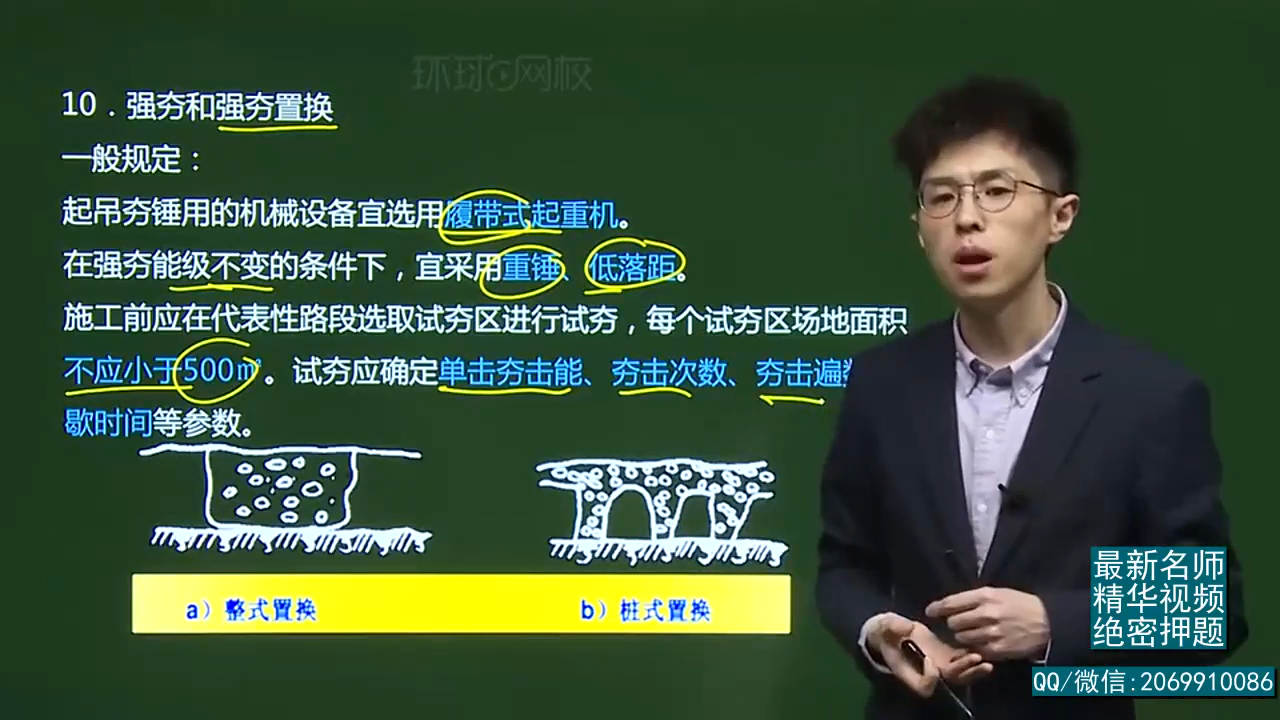 环球网校
10．强夯和强夯置换
一般规定：
起吊夯锤用的机械设备宜选用履带式起重机。
在强夯能级不变的条件下，宜采用重锤、低落距。
施工前应在代表性路段选取试夯区进行试夯，每个试夯区场地面积
不应小于500㎡。试夯应确定单击夯击能、夯击次数、夯击遍
歇时间等参数。
a）整式置换
b）桩式置换
最新名师
精华视频
绝密押题
QQ/微信:2069910086